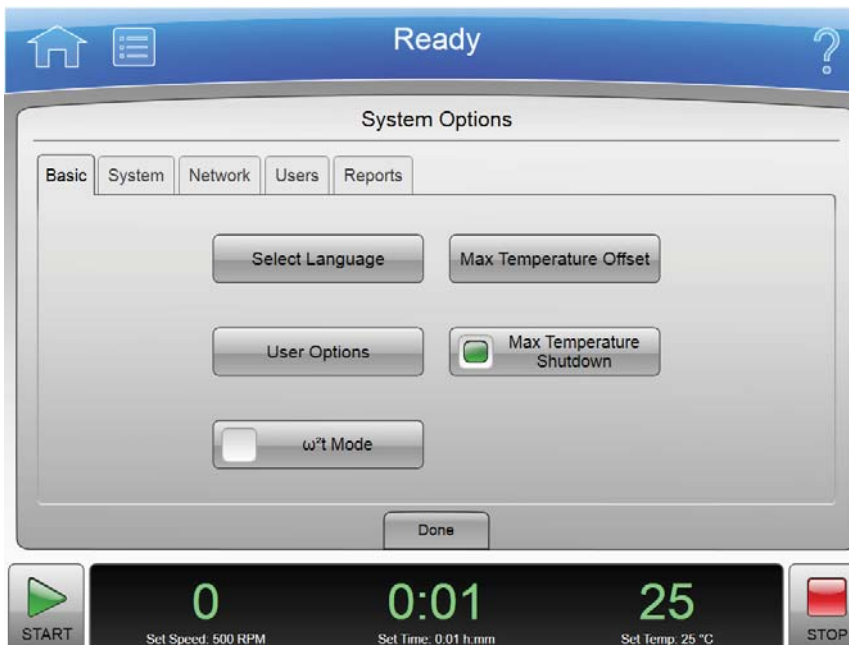 Ready
System Options
Basic System Network Users Reports
Select Language Max Temperature Offset
User Options Max Temperature
Shutdown
ω²t Mode
Done
0 0:01 25
START Set Speed: 500 RPM Set Time: 0:01 h:mm Set Temp: 25 °C STOP